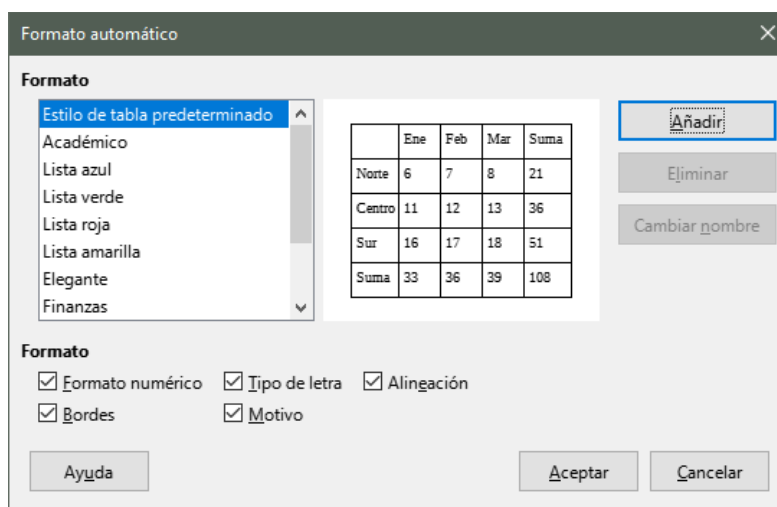 Formato automático
Formato
Estilo de tabla predeterminado
Académico
Lista azul
Lista verde
Lista roja
Lista amarilla
Elegante
Finanzas
Ene Feb Mar Suma
Norte 6 7 8 21
Centro 11 12 13 36
Sur 16 17 18 51
Suma 33 36 39 108
Añadir
Eliminar
Cambiar nombre
Formato
Formato numérico Tipo de letra Alineación
Bordes Motivo
Ayuda Aceptar Cancelar